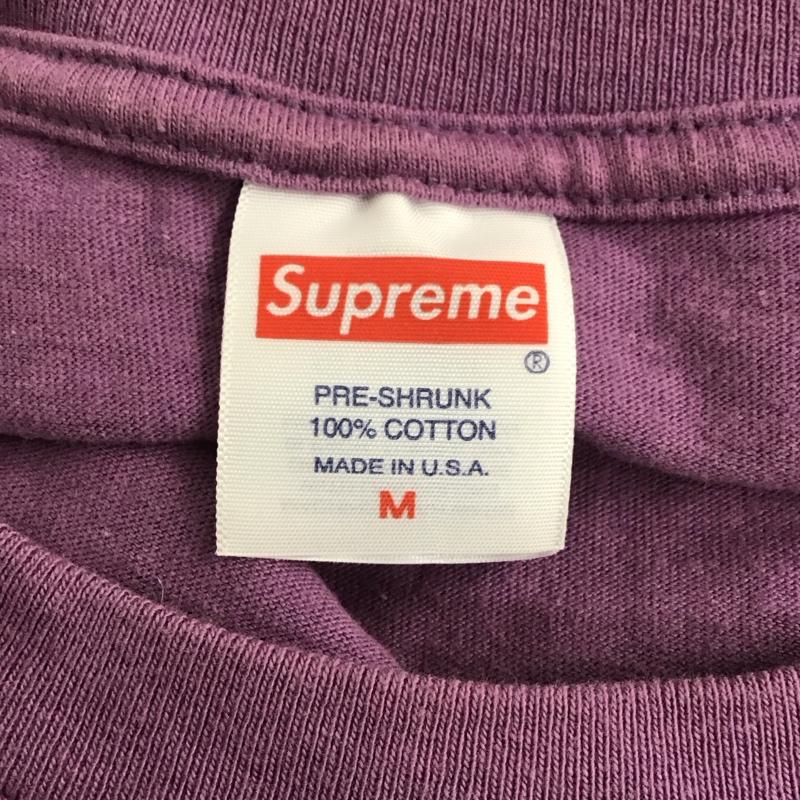 Supreme
®
PRE-SHRUNK
100% COTTON
MADE IN U.S.A.
M